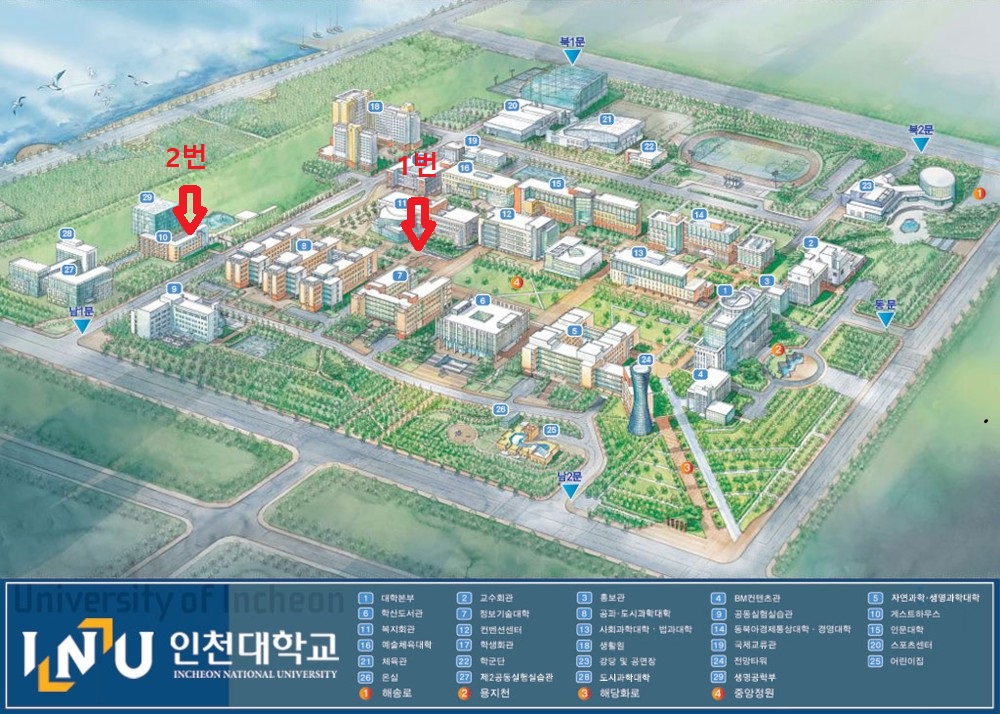 북1문
18
20
21
북2문
2번
1번
19
22
16
15
23
1
29
11
12
14
28
10
8
13
2
27
7
4
3
9
6
1
남1문
5
동문
2
24
4
26
25
3
남2문
University of Incheon
INU 인천대학교
INCHEON NATIONAL UNIVERSITY
1 대학본부 2 교수회관 3 홍보관 4 BM컨텐츠관 5 자연과학·생명과학대학
6 학산도서관 7 정보기술대학 8 공과·도시과학대학 9 공동실험실습관 10 게스트하우스
11 복지회관 12 컨벤션센터 13 사회과학대학·법과대학 14 동북아경제통상대학·경영대학 15 인문대학
16 예술체육대학 17 학생회관 18 생활원 19 국제교류관 20 스포츠센터
21 체육관 22 학군단 23 강당 및 공연장 24 전망타워 25 어린이집
26 온실 27 제2공동실험실습관 28 도시과학대학 29 생명공학부
1 해송로 2 용지천 3 해당화로 4 중앙정원